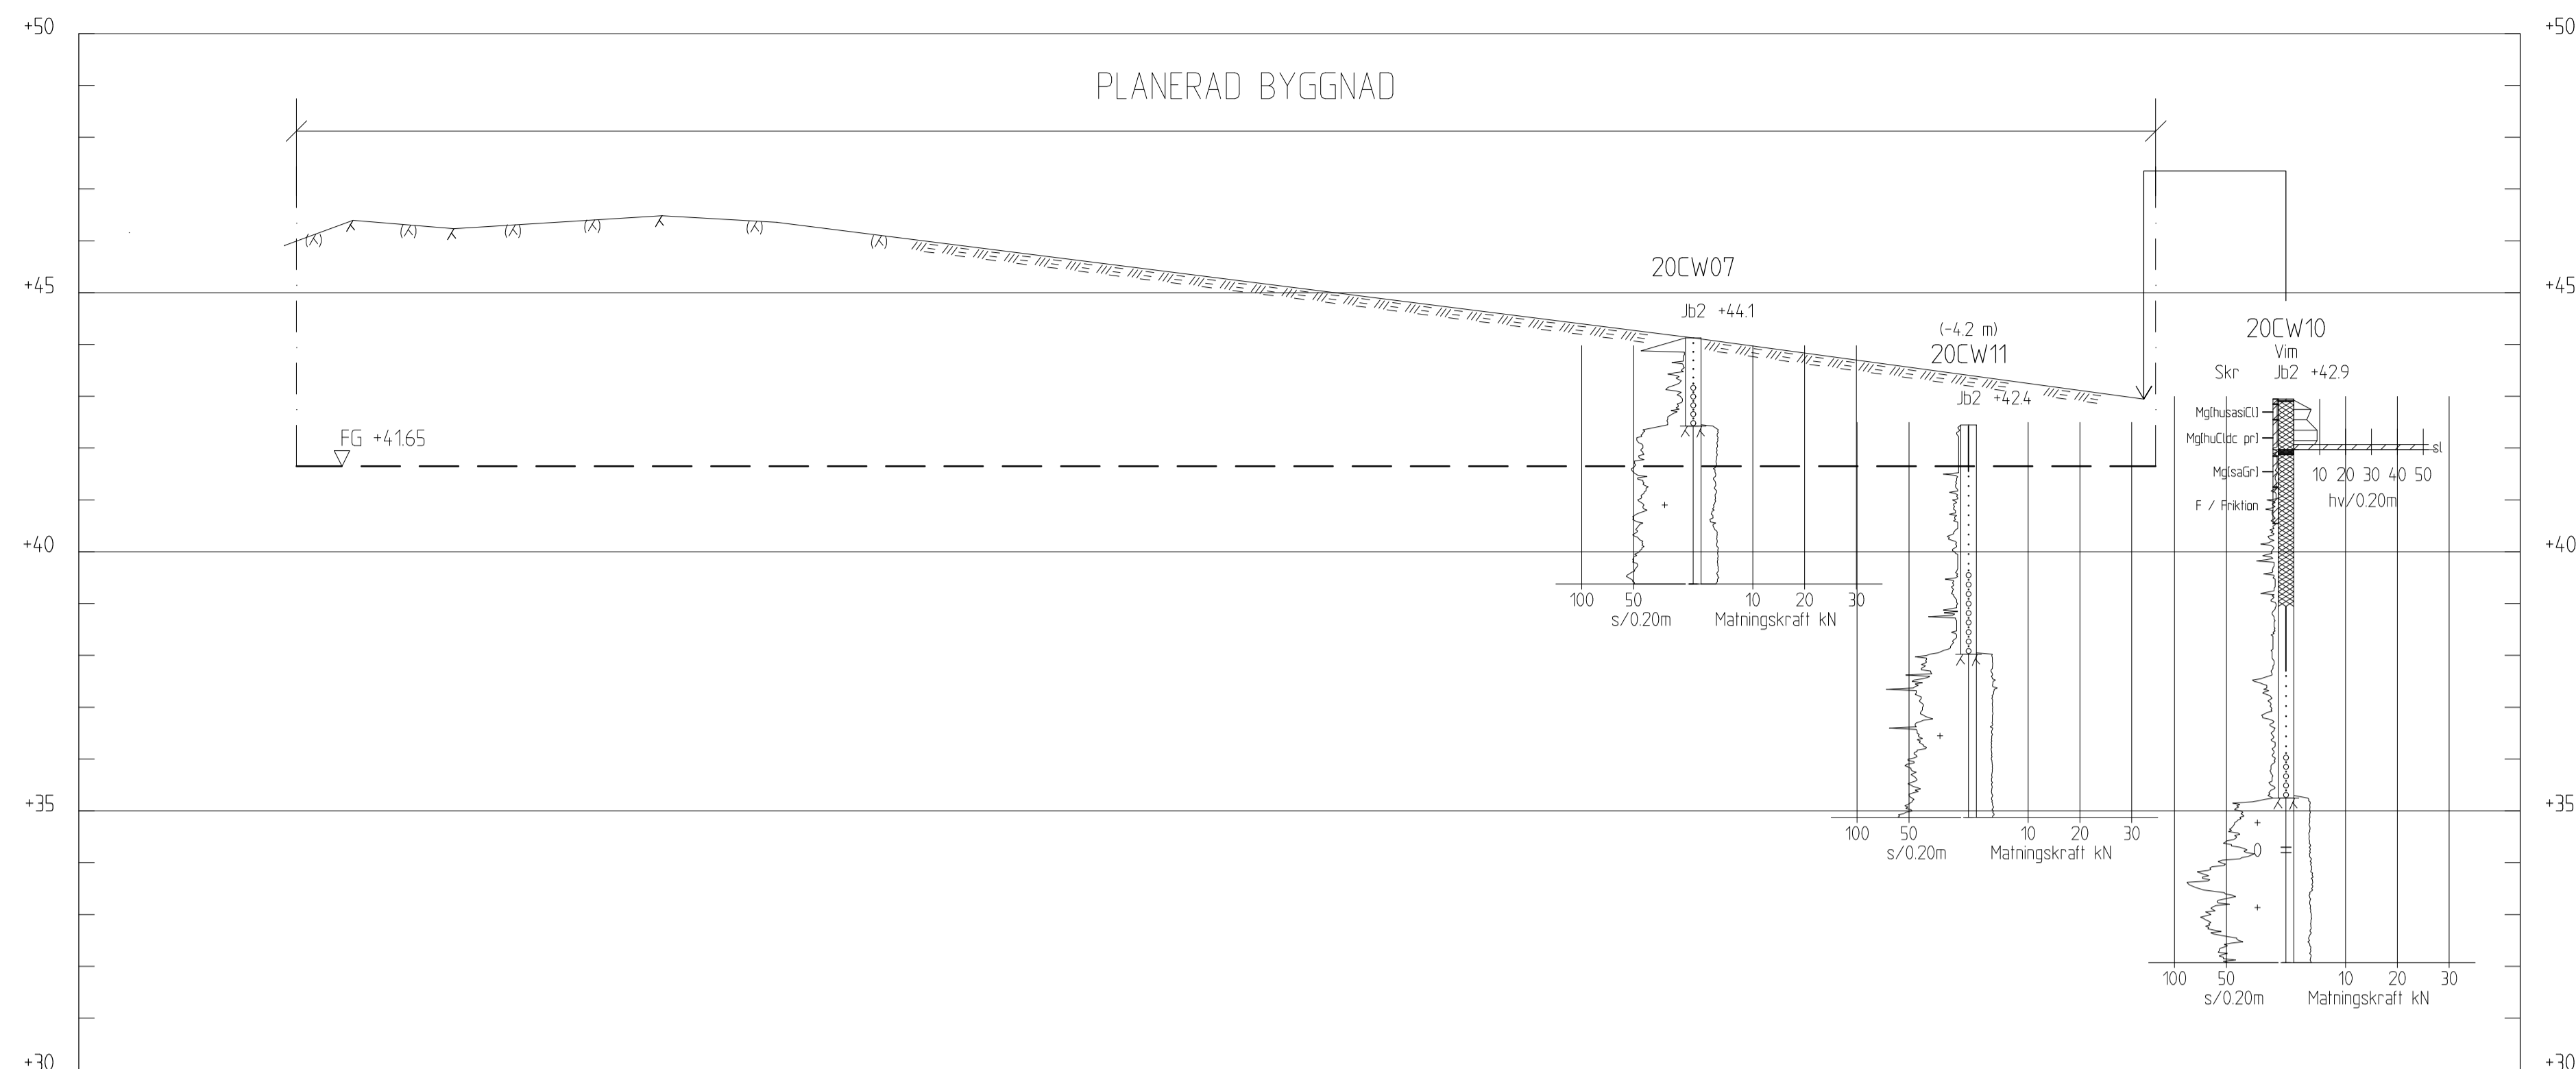 +50 +50
PLANERAD BYGGNAD
+45 +45
20CW07
Jb2 +44.1
(-4.2 m)
20CW11
Jb2 +42.4
20CW10
Vim
Skr Jb2 +42.9
Mg[husasiCl]
Mg[huCldc pr]
Mg[saGr]
F / Friktion
sl
10 20 30 40 50
hv/0.20m
FG +41.65
+40 +40
100 50 10 20 30
s/0.20m Matningskraft kN
+35 +35
100 50 10 20 30
s/0.20m Matningskraft kN
0
100 50 10 20 30
s/0.20m Matningskraft kN
+30 +30